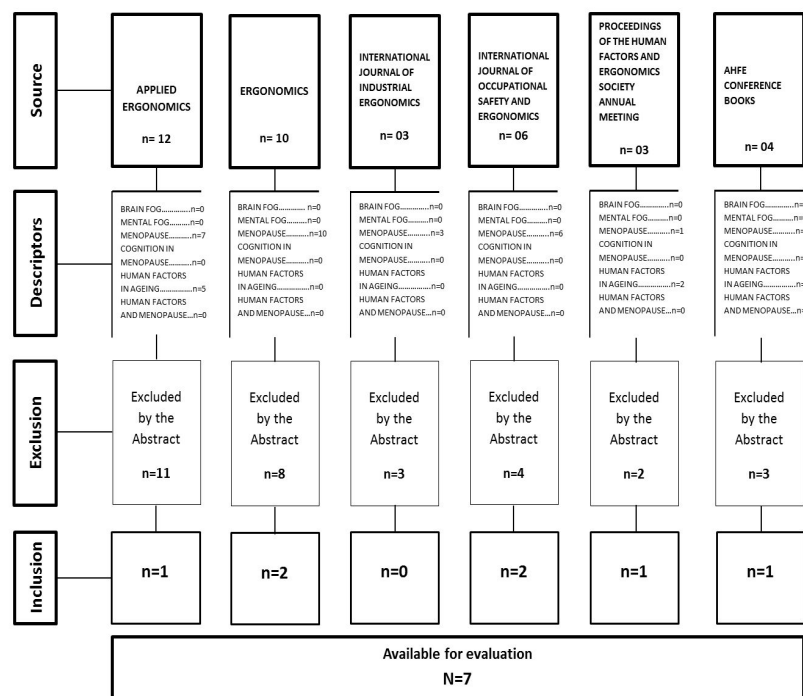 Source
APPLIED
ERGONOMICS
n= 12
ERGONOMICS
n= 10
INTERNATIONAL
JOURNAL OF
INDUSTRIAL
ERGONOMICS
n= 03
INTERNATIONAL
JOURNAL OF
OCCUPATIONAL
SAFETY AND
ERGONOMICS
n= 06
PROCEEDINGS
OF THE HUMAN
FACTORS AND
ERGONOMICS
SOCIETY
ANNUAL
MEETING
n= 03
AHFE
CONFERENCE
BOOKS
n= 04
Descriptors
BRAIN FOG..............n=0
MENTAL FOG..........n=0
MENOPAUSE..........n=7
COGNITION IN
MENOPAUSE..........n=0
HUMAN FACTORS
IN AGEING...............n=5
HUMAN FACTORS
AND MENOPAUSE...n=0
BRAIN FOG.............. n=0
MENTAL FOG..........n=0
MENOPAUSE..........n=10
COGNITION IN
MENOPAUSE..........n=0
HUMAN FACTORS
IN AGEING...............n=0
HUMAN FACTORS
AND MENOPAUSE...n=0
BRAIN FOG..............n=0
MENTAL FOG..........n=0
MENOPAUSE..........n=3
COGNITION IN
MENOPAUSE..........n=0
HUMAN FACTORS
IN AGEING...............n=0
HUMAN FACTORS
AND MENOPAUSE...n=0
BRAIN FOG..............n=0
MENTAL FOG..........n=0
MENOPAUSE..........n=6
COGNITION IN
MENOPAUSE..........n=0
HUMAN FACTORS
IN AGEING...............n=0
HUMAN FACTORS
AND MENOPAUSE...n=0
BRAIN FOG..............n=0
MENTAL FOG..........n=0
MENOPAUSE..........n=1
COGNITION IN
MENOPAUSE..........n=0
HUMAN FACTORS
IN AGEING...............n=2
HUMAN FACTORS
AND MENOPAUSE...n=0
BRAIN FOG..............n=
MENTAL FOG..........n=
MENOPAUSE..........n=
COGNITION IN
MENOPAUSE..........n=
HUMAN FACTORS
IN AGEING...............n=
HUMAN FACTORS
AND MENOPAUSE...n=
Exclusion
Excluded
by the
Abstract
n=11
Excluded
by the
Abstract
n=8
Excluded
by the
Abstract
n=3
Excluded
by the
Abstract
n=4
Excluded
by the
Abstract
n=2
Excluded
by the
Abstract
n=3
Inclusion
n=1
n=2
n=0
n=2
n=1
n=1
Available for evaluation
N=7